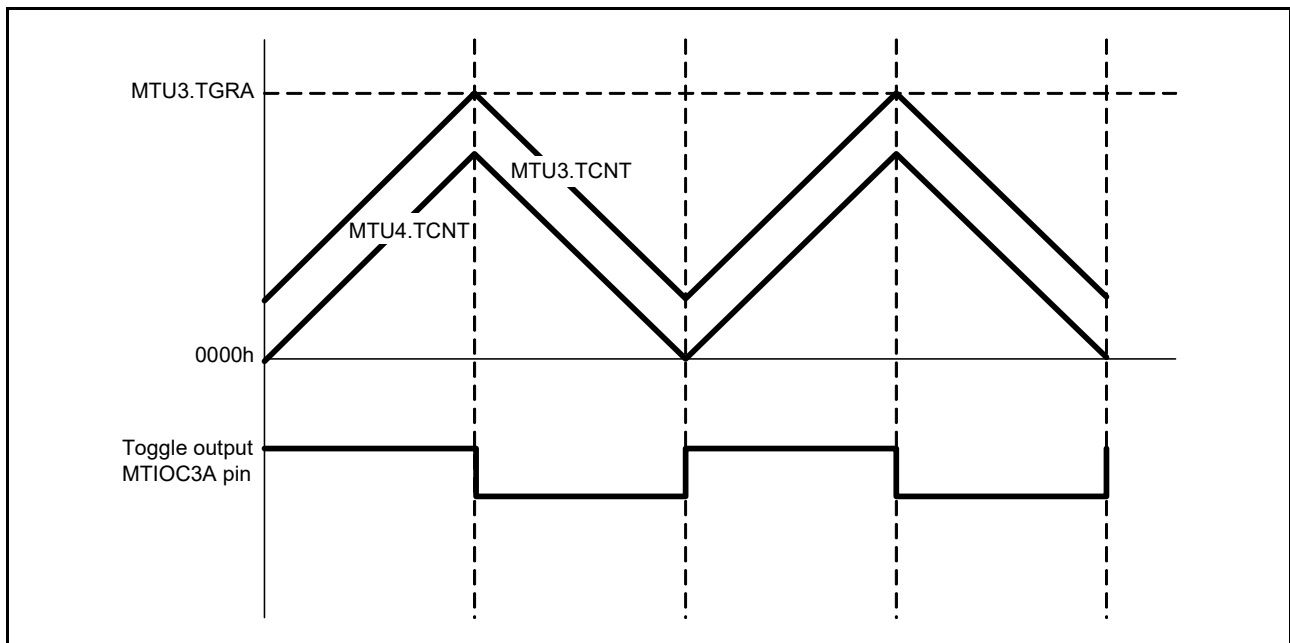 MTU3.TGRA
MTU3.TCNT
MTU4.TCNT
0000h
Toggle output
MTIOC3A pin